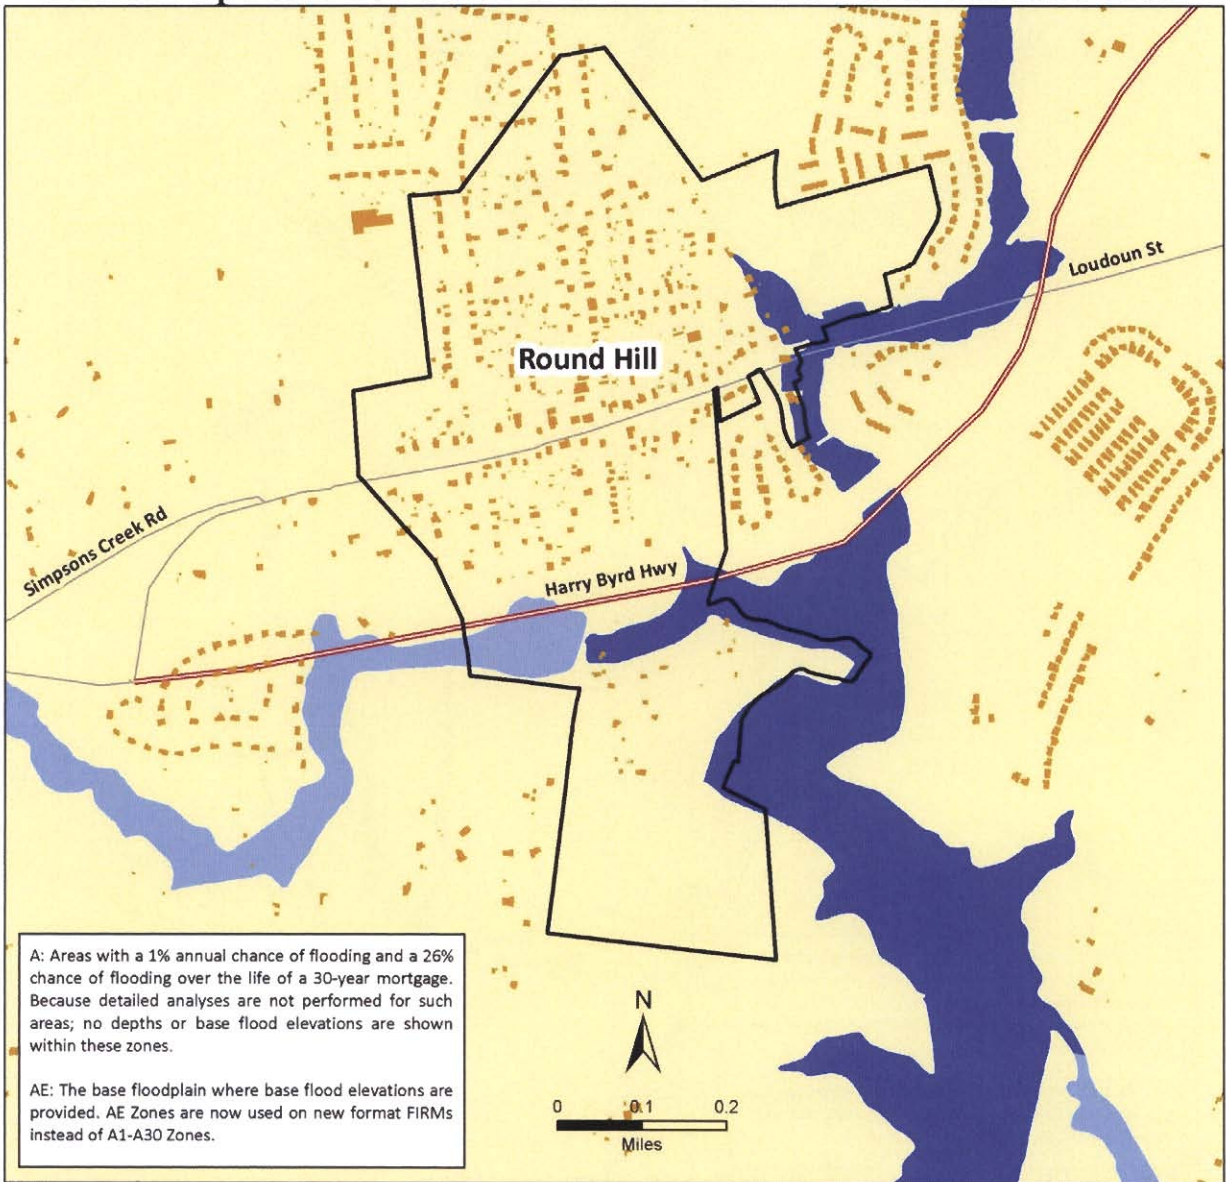 Loudoun St
Round Hill
Simpsons Creek Rd
Harry Byrd Hwy
A: Areas with a 1% annual chance of flooding and a 26%
chance of flooding over the life of a 30-year mortgage.
Because detailed analyses are not performed for such
areas; no depths or base flood elevations are shown
within these zones.
AE: The base floodplain where base flood elevations are
provided. AE Zones are now used on new format FIRMs
instead of A1-A30 Zones.
N
0 0.1 0.2
Miles